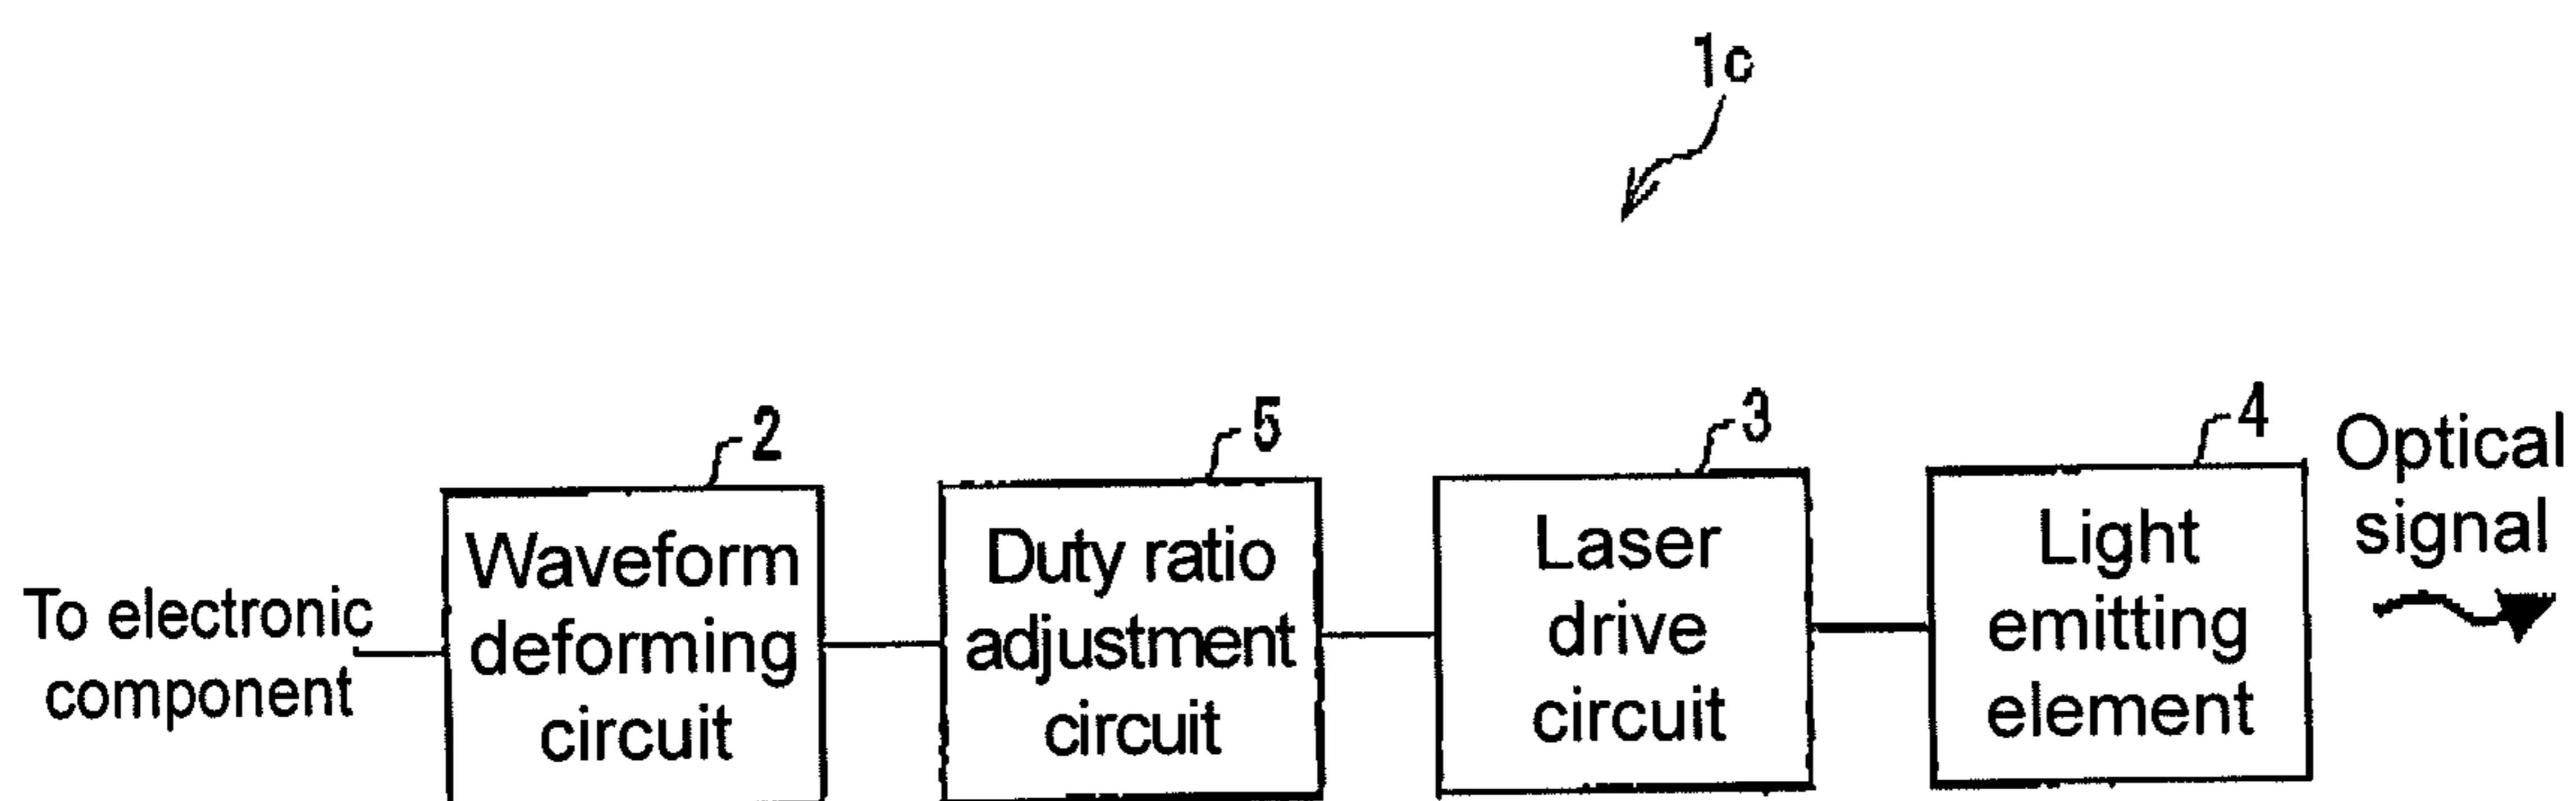 1c
2
5
3
4
Optical
signal
To electronic
component
Waveform
deforming
circuit
Duty ratio
adjustment
circuit
Laser
drive
circuit
Light
emitting
element